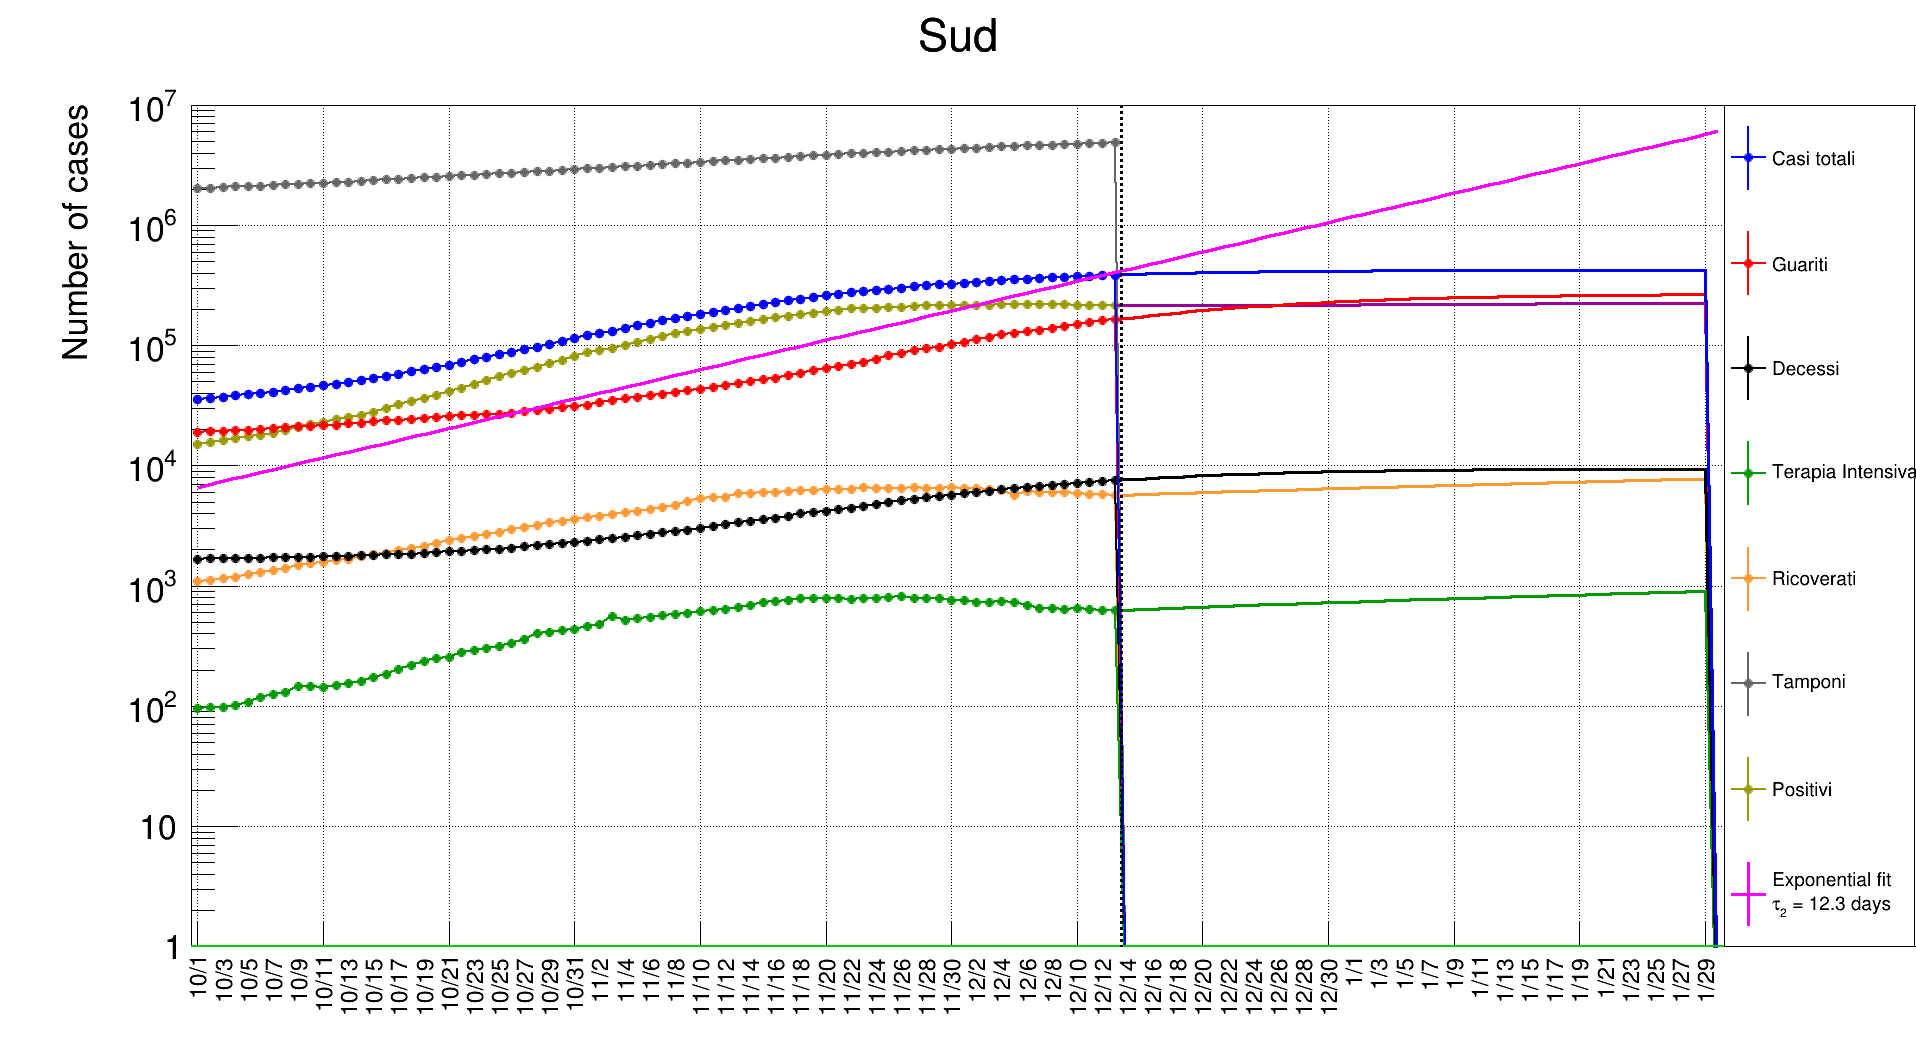 Sud
Number of cases
10^7
10^6
10^5
10^4
10^3
10^2
10
1
10/1 10/3 10/5 10/7 10/9 10/11 10/13 10/15 10/17 10/19 10/21 10/23 10/25 10/27 10/29 10/31 11/2 11/4 11/6 11/8 11/10 11/12 11/14 11/16 11/18 11/20 11/22 11/24 11/26 11/28 11/30 12/2 12/4 12/6 12/8 12/10 12/12 12/14 12/16 12/18 12/20 12/22 12/24 12/26 12/28 12/30 1/1 1/3 1/5 1/7 1/9 1/11 1/13 1/15 1/17 1/19 1/21 1/23 1/25 1/27 1/29
Casi totali
Guariti
Decessi
Terapia Intensiva
Ricoverati
Tamponi
Positivi
Exponential fit
τ₂ = 12.3 days